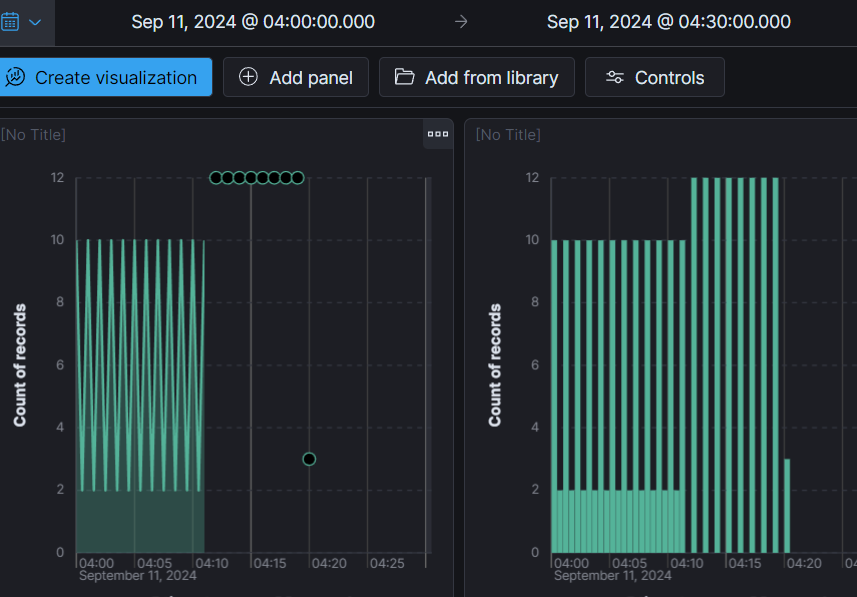 Sep 11, 2024 @ 04:00:00.000 → Sep 11, 2024 @ 04:30:00.000
Create visualization Add panel Add from library Controls
[No Title]
12
10
8
6
4
2
0
Count of records
04:00 04:05 04:10 04:15 04:20 04:25
September 11, 2024
[No Title]
12
10
8
6
4
2
0
Count of records
04:00 04:05 04:10 04:15 04:20
September 11, 2024